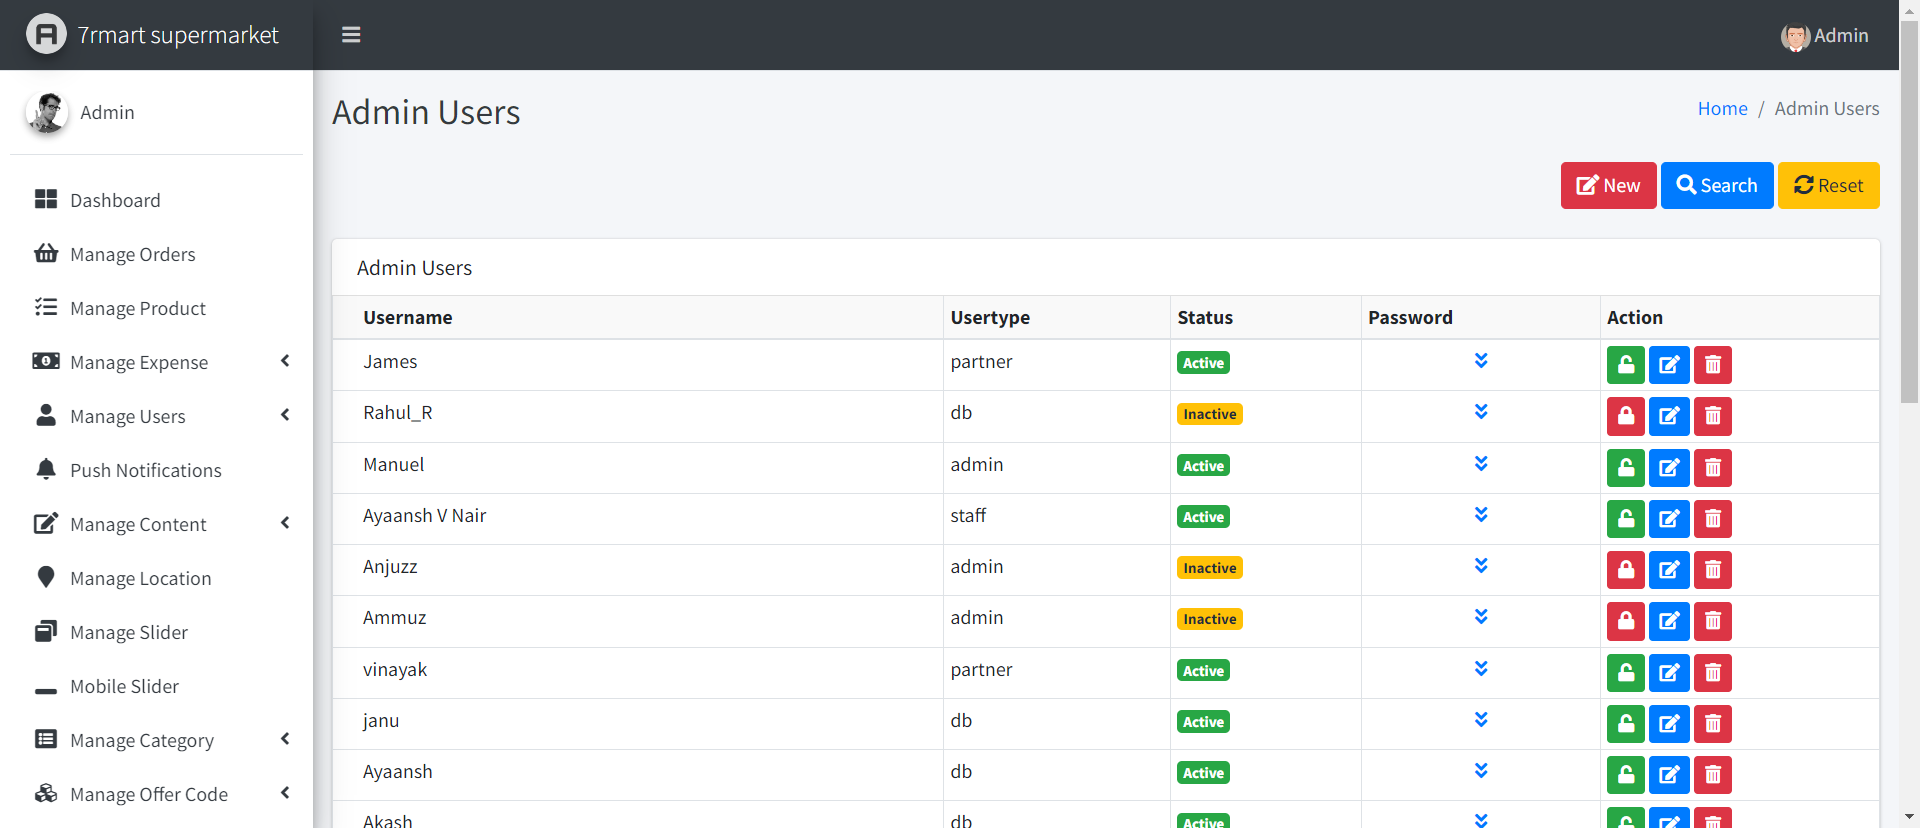 7rmart supermarket
Admin
Admin
Admin Users
Home / Admin Users
New Search Reset
Dashboard
Manage Orders
Manage Product
Manage Expense
Manage Users
Push Notifications
Manage Content
Manage Location
Manage Slider
Mobile Slider
Manage Category
Manage Offer Code
Admin Users
Username Usertype Status Password Action
James partner Active
Rahul_R db Inactive
Manuel admin Active
Ayaansh V Nair staff Active
Anjuzz admin Inactive
Ammuz admin Inactive
vinayak partner Active
janu db Active
Ayaansh db Active
Akash db Active